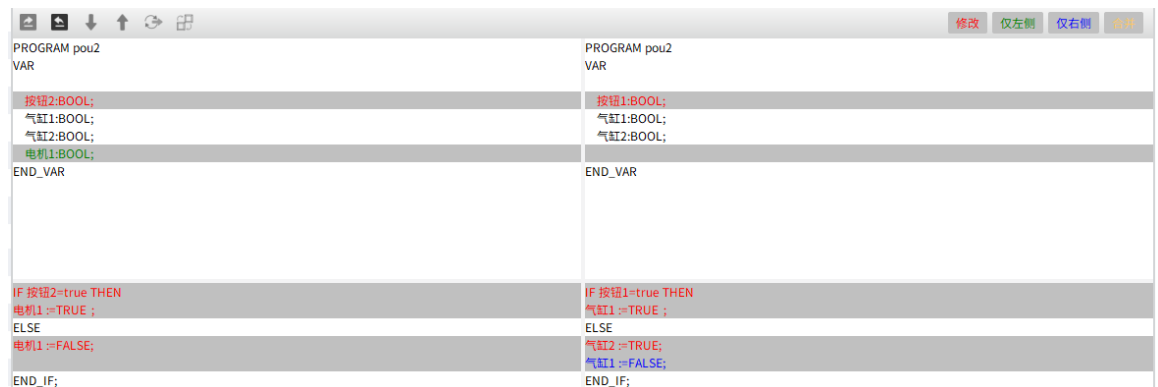 修改 仅左侧 仅右侧 合并
PROGRAM pou2
VAR
按钮2:BOOL;
气缸1:BOOL;
气缸2:BOOL;
电机1:BOOL;
END_VAR
IF 按钮2=true THEN
电机1 :=TRUE ;
ELSE
电机1 :=FALSE;
END_IF;
PROGRAM pou2
VAR
按钮1:BOOL;
气缸1:BOOL;
气缸2:BOOL;
END_VAR
IF 按钮1=true THEN
气缸1 :=TRUE ;
ELSE
气缸2 :=TRUE;
气缸1 :=FALSE;
END_IF;